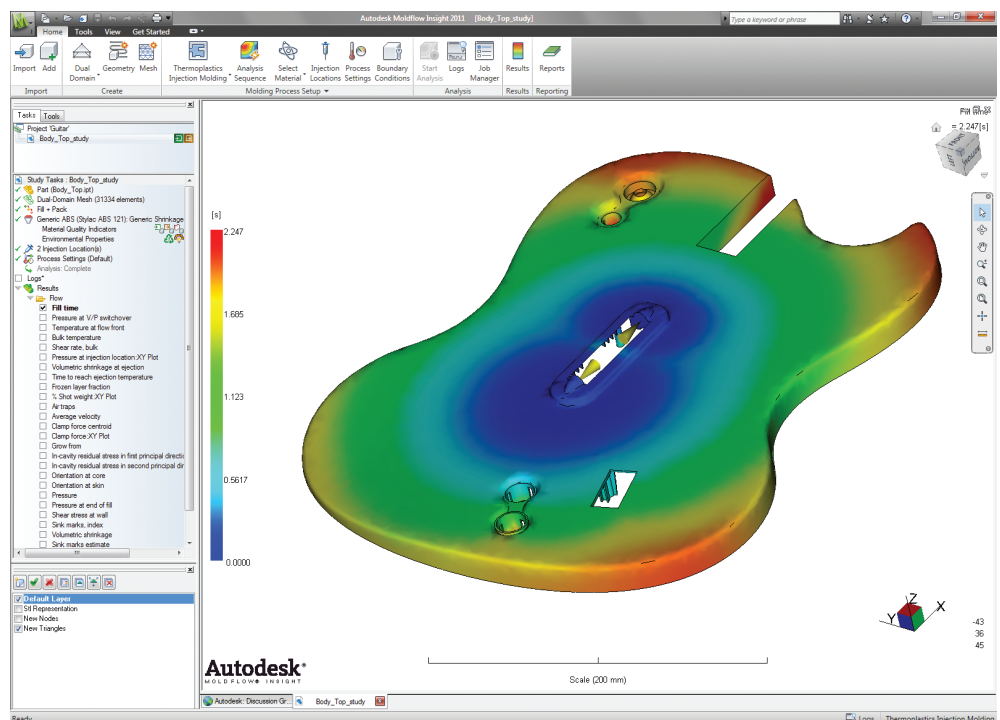 Autodesk Moldflow Insight 2011 [Body_Top_study]
Type a keyword or phrase
Home Tools View Get Started
Import Add Dual Domain Geometry Mesh Thermoplastics Injection Molding Analysis Sequence Select Material Injection Locations Process Settings Boundary Conditions Start Analysis Logs Job Manager Results Reports
Import Create Molding Process Setup Analysis Results Reporting
Tasks Tools
Project 'Guitar'
Body_Top_study
Study Tasks : Body_Top_study
Part (Body_Top.ipt)
Dual-Domain Mesh (31334 elements)
Fill + Pack
Generic ABS (Stylac ABS 121): Generic Shrinkage
Material Quality Indicators
Environmental Properties
2 Injection Location(s)
Process Settings (Default)
Analysis: Complete
Logs*
Results
Flow
Fill time
Pressure at V/P switchover
Temperature at flow front
Bulk temperature
Shear rate, bulk
Pressure at injection location:XY Plot
Volumetric shrinkage at ejection
Time to reach ejection temperature
Frozen layer fraction
% Shot weight:XY Plot
Air traps
Average velocity
Clamp force centroid
Clamp force:XY Plot
Grow from
In-cavity residual stress in first principal directio
In-cavity residual stress in second principal dir
Orientation at core
Orientation at skin
Pressure
Pressure at end of fill
Shear stress at wall
Sink marks, index
Volumetric shrinkage
Sink marks estimate
Default Layer
Stl Representation
New Nodes
New Triangles
= 2.247[s]
FRONT
LEFT
BOTTOM
[s]
2.247
1.685
1.123
0.5617
0.0000
Z
X
Y
-43
36
45
Autodesk®
MOLDFLOW® INSIGHT
Scale (200 mm)
Autodesk: Discussion Gr... Body_Top_study
Ready Logs Thermoplastics Injection Molding